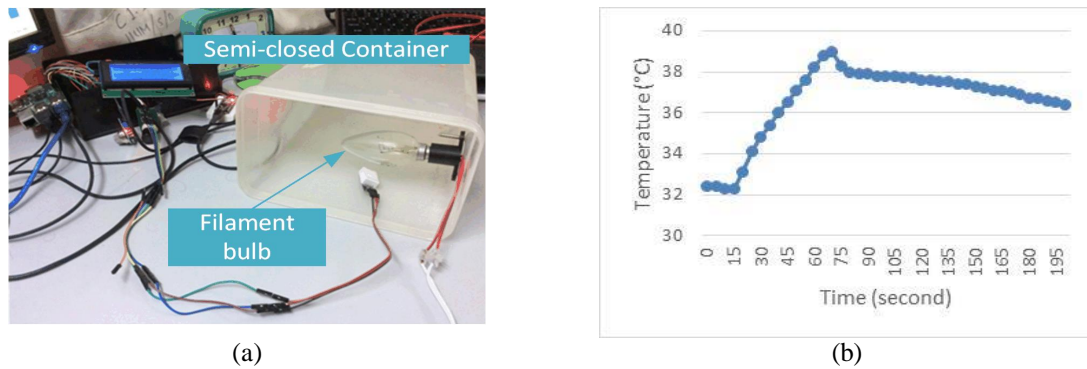 Semi-closed Container
Filament
bulb
(a)
40
38
36
34
32
30
Temperature (°C)
0 15 30 45 60 75 90 105 120 135 150 165 180 195
Time (second)
(b)